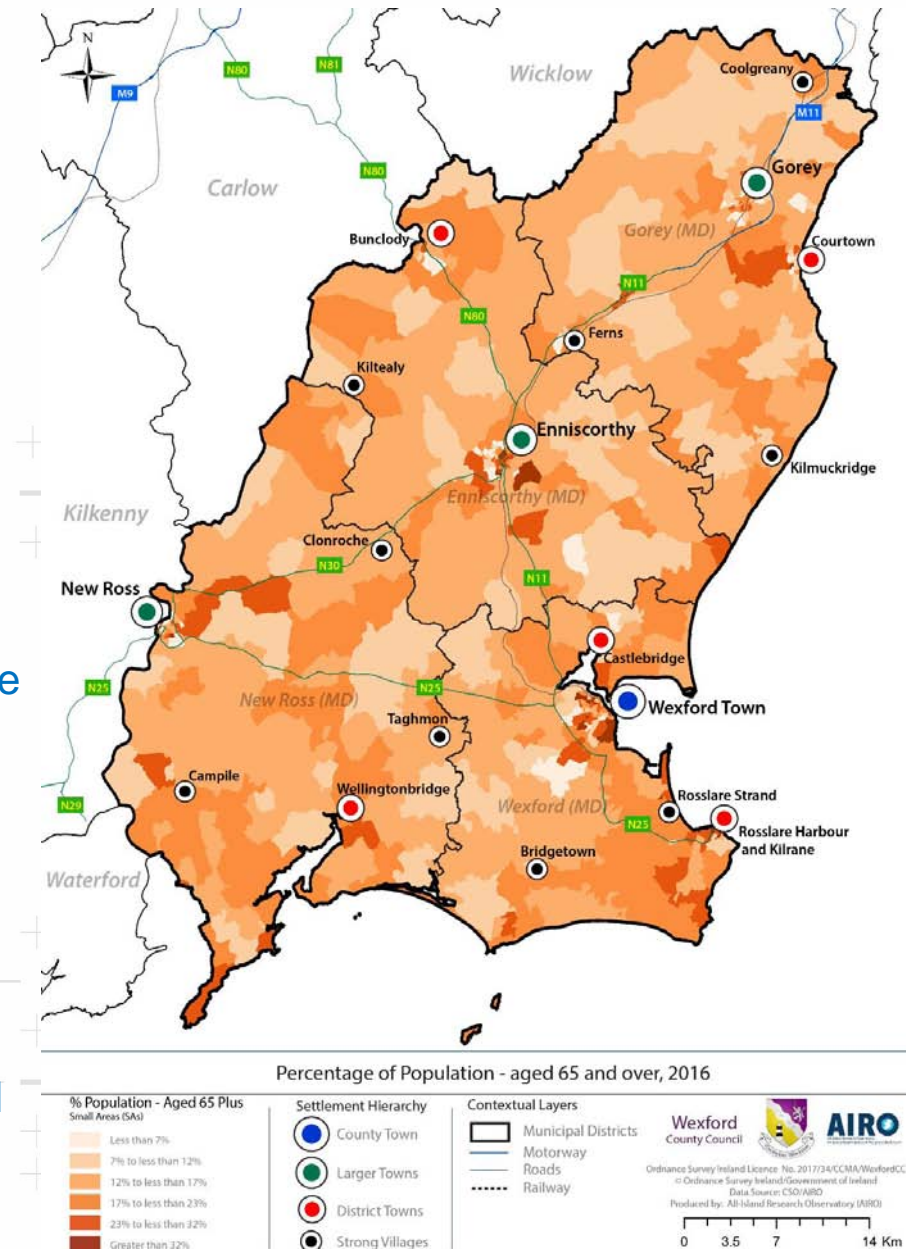 N
N80
N81
M9
Wicklow
Coolgreany
M11
N80
Gorey
Carlow
Bunclody
Gorey (MD)
Courtown
N11
N80
Ferns
Kiltealy
Enniscorthy
Kilmuckridge
Enniscorthy (MD)
Kilkenny
Clonroche
N30
N11
New Ross
Castlebridge
e
N25
N25
New Ross (MD)
Wexford Town
Taghmon
Campile
Wellingtonbridge
Rosslare Strand
N29
Wexford (MD)
N25
Rosslare Harbour
and Kilrane
Bridgetown
Waterford
Percentage of Population - aged 65 and over, 2016
% Population - Aged 65 Plus
Small Areas (SAs)
Less than 7%
7% to less than 12%
12% to less than 17%
17% to less than 23%
23% to less than 32%
Greater than 32%
Settlement Hierarchy
County Town
Larger Towns
District Towns
Strong Villages
Contextual Layers
Municipal Districts
Motorway
Roads
Railway
Wexford
County Council
AIRO
Ordnance Survey Ireland Licence No. 2017/34/CCMA/WexfordCC
© Ordnance Survey Ireland/Government of Ireland
Data Source: CSO/AIRO
Produced by: All-Island Research Observatory (AIRO)
0 3.5 7 14 Km